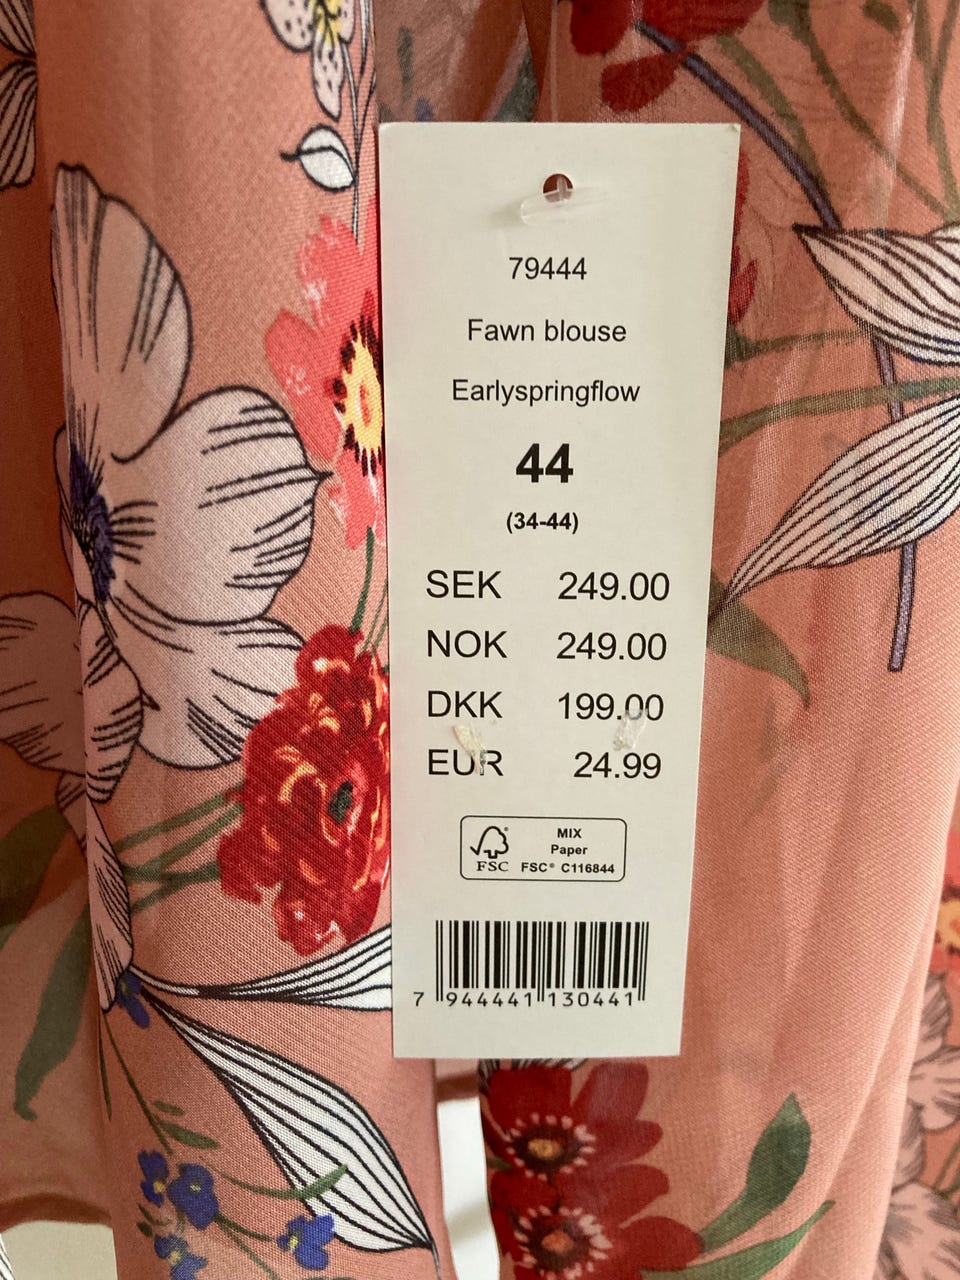 79444
Fawn blouse
Earlyspringflow
44
(34-44)
SEK 249.00
NOK 249.00
DKK 199.00
EUR 24.99
MIX
Paper
FSC® FSC® C116844
7 944441 130441